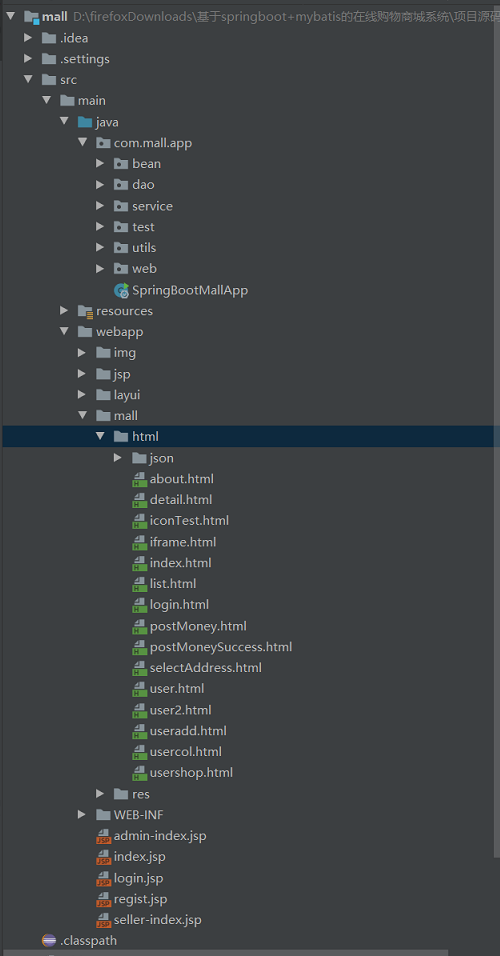 mall D:\firefoxDownloads\基于springboot+mybatis的在线购物商城系统\项目源码
.idea
.settings
src
main
java
com.mall.app
bean
dao
service
test
utils
web
SpringBootMallApp
resources
webapp
img
jsp
layui
mall
html
json
about.html
detail.html
iconTest.html
iframe.html
index.html
list.html
login.html
postMoney.html
postMoneySuccess.html
selectAddress.html
user.html
user2.html
useradd.html
usercol.html
usershop.html
res
WEB-INF
admin-index.jsp
index.jsp
login.jsp
regist.jsp
seller-index.jsp
.classpath